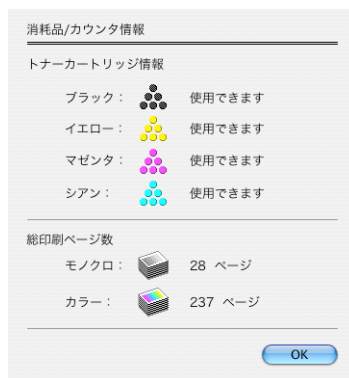 消耗品/カウンタ情報
トナーカートリッジ情報
ブラック： 使用できます
イエロー： 使用できます
マゼンタ： 使用できます
シアン： 使用できます
総印刷ページ数
モノクロ： 28 ページ
カラー： 237 ページ
OK